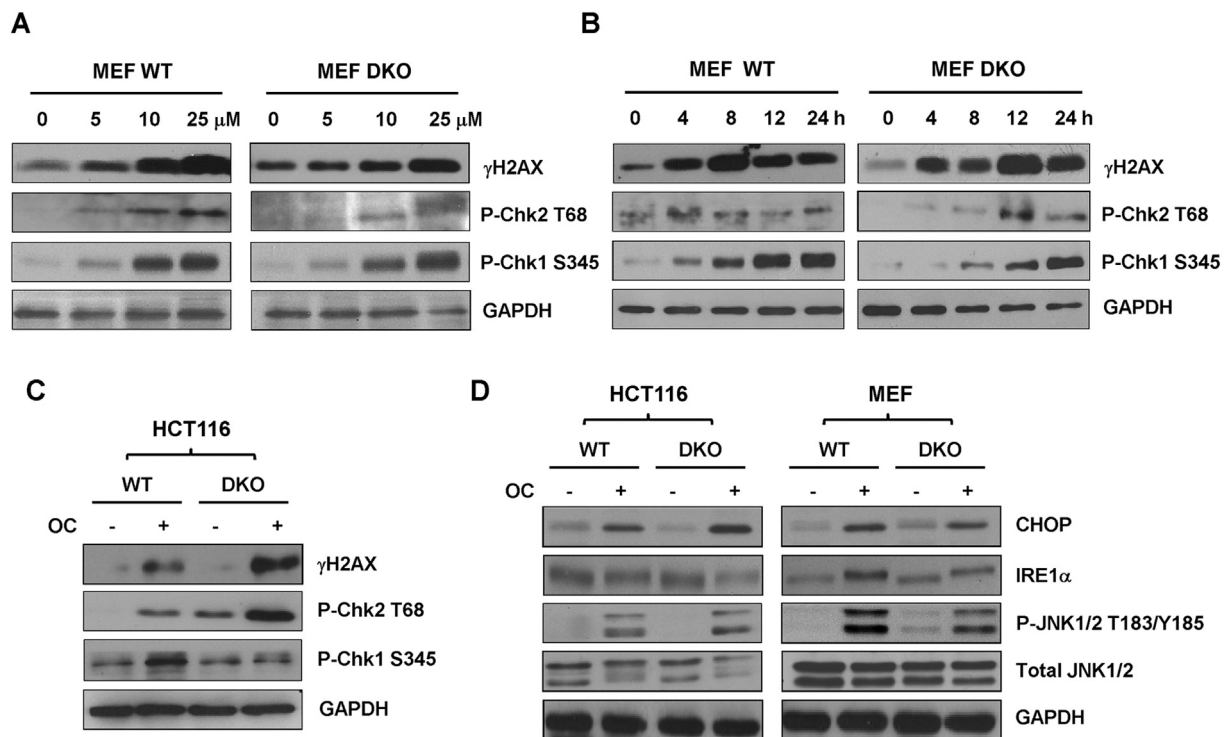 A
MEF WT MEF DKO
0 5 10 25 μM 0 5 10 25 μM
γH2AX
P-Chk2 T68
P-Chk1 S345
GAPDH
B
MEF WT MEF DKO
0 4 8 12 24 h 0 4 8 12 24 h
γH2AX
P-Chk2 T68
P-Chk1 S345
GAPDH
C
HCT116
WT DKO
OC - + - +
γH2AX
P-Chk2 T68
P-Chk1 S345
GAPDH
D
HCT116 MEF
WT DKO WT DKO
OC - + - + - + - +
CHOP
IRE1α
P-JNK1/2 T183/Y185
Total JNK1/2
GAPDH